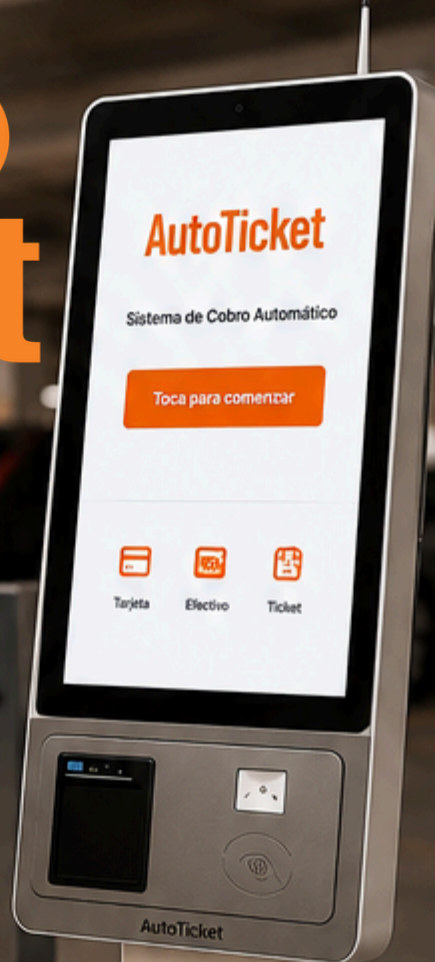 AutoTicket
Sistema de Cobro Automático
Toca para comenzar
Tarjeta
Efectivo
Ticket
AutoTicket